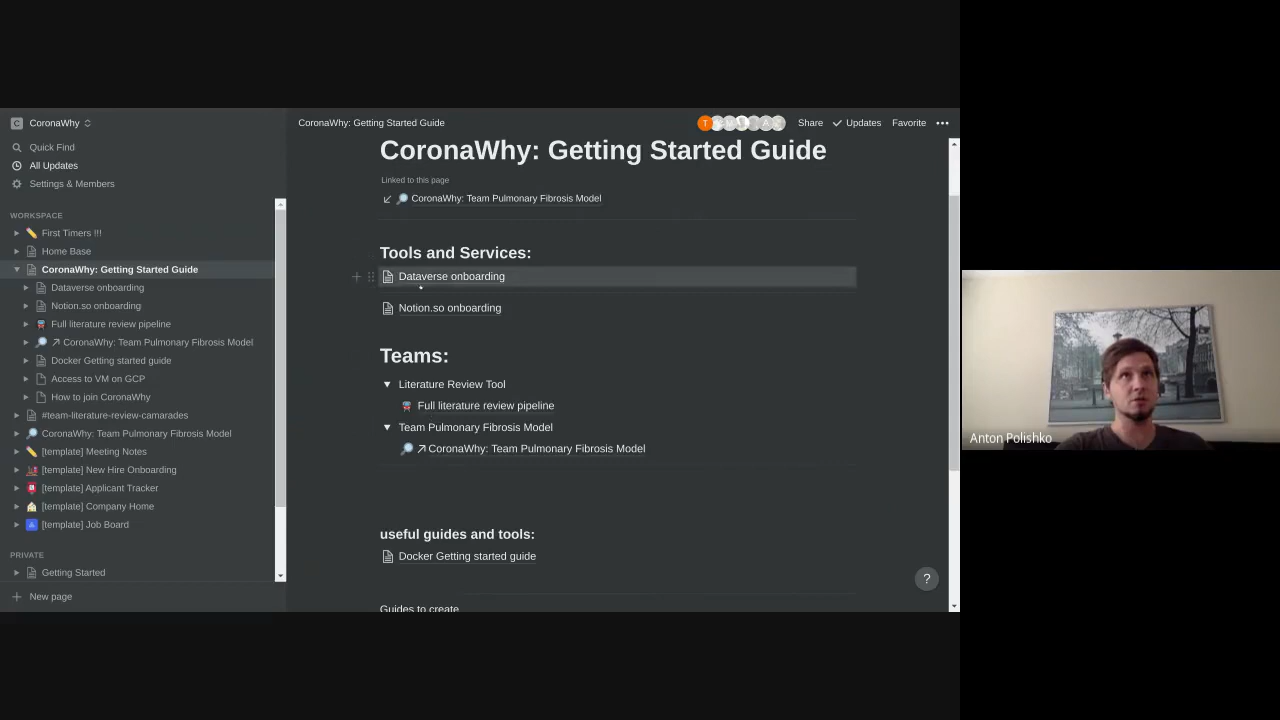 CoronaWhy
Quick Find
All Updates
Settings & Members
WORKSPACE
First Timers !!!
Home Base
CoronaWhy: Getting Started Guide
Dataverse onboarding
Notion.so onboarding
Full literature review pipeline
CoronaWhy: Team Pulmonary Fibrosis Model
Docker Getting started guide
Access to VM on GCP
How to join CoronaWhy
#team-literature-review-camarades
CoronaWhy: Team Pulmonary Fibrosis Model
[template] Meeting Notes
[template] New Hire Onboarding
[template] Applicant Tracker
[template] Company Home
[template] Job Board
PRIVATE
Getting Started
New page
CoronaWhy: Getting Started Guide
T
Share
Updates
Favorite
CoronaWhy: Getting Started Guide
Linked to this page
CoronaWhy: Team Pulmonary Fibrosis Model
Tools and Services:
Dataverse onboarding
Notion.so onboarding
Teams:
Literature Review Tool
Full literature review pipeline
Team Pulmonary Fibrosis Model
CoronaWhy: Team Pulmonary Fibrosis Model
useful guides and tools:
Docker Getting started guide
Guides to create
?
Anton Polishko